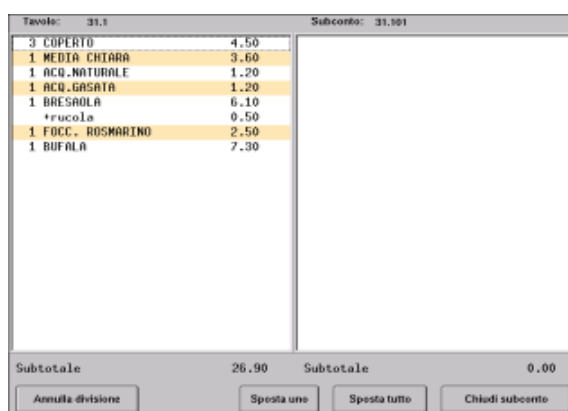 Tavolo: 31.1 Subconto: 31.101
3 COPERTO 4.50
1 MEDIA CHIARA 3.60
1 ACQ.NATURALE 1.20
1 ACQ.GASATA 1.20
1 BRESAOLA 6.10
+rucola 0.50
1 FOCC. ROSMARINO 2.50
1 BUFALA 7.30
Subtotale 26.90 Subtotale 0.00
Annulla divisione Sposta uno Sposta tutto Chiudi subconto